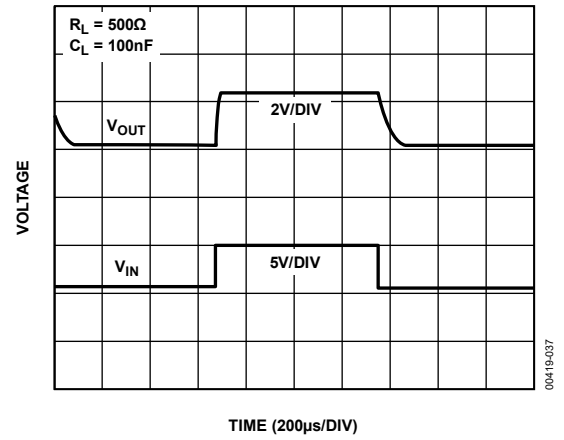 R_L = 500Ω
C_L = 100nF
2V/DIV
V_OUT
VOLTAGE
5V/DIV
V_IN
00419-037
TIME (200µs/DIV)